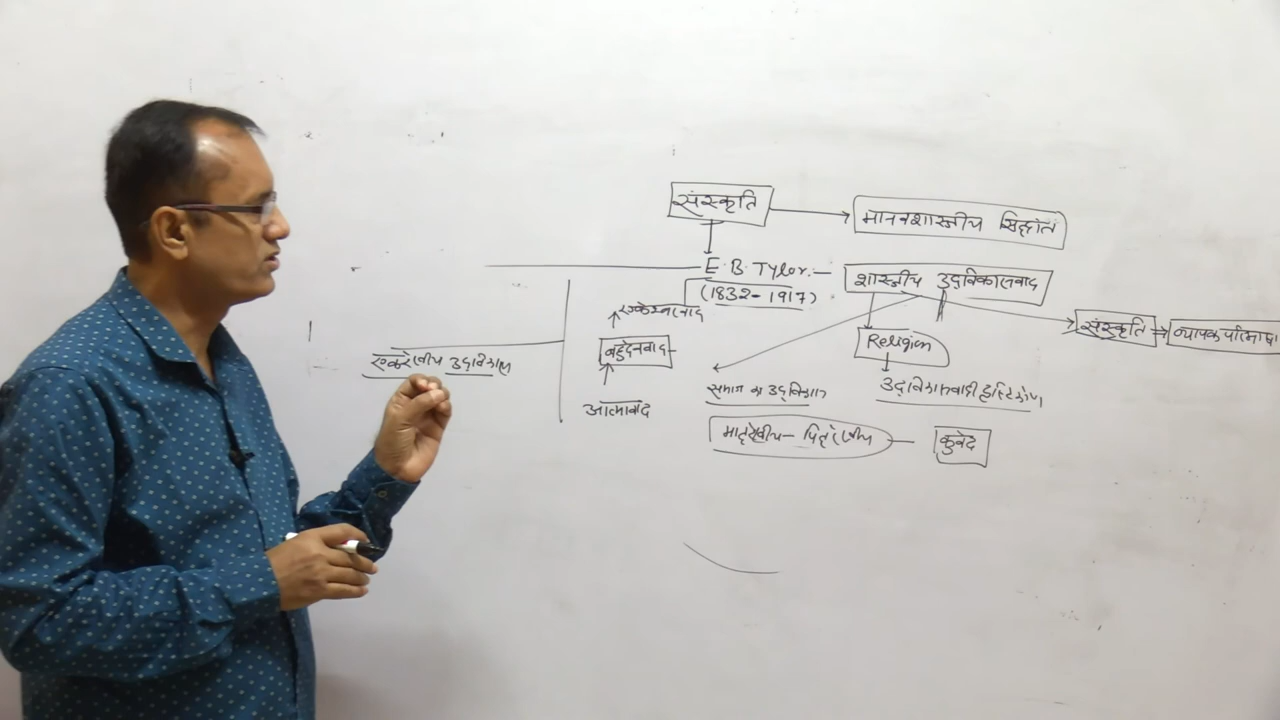 संस्कृति
मानवशास्त्रीय सिद्धांत
E. B. Tylor.—
शास्त्रीय उद्विकासवाद
(1832-1917)
एकेश्वरवाद
संस्कृति
व्यापक परिभाषा
Religion
बहुदेववाद
एकरेखीय उद्विकास
समाज का उद्विकास
उद्विकासवादी दृष्टिकोण
आत्मावाद
मातृरेखीय – पितृरेखीय
कुवेद